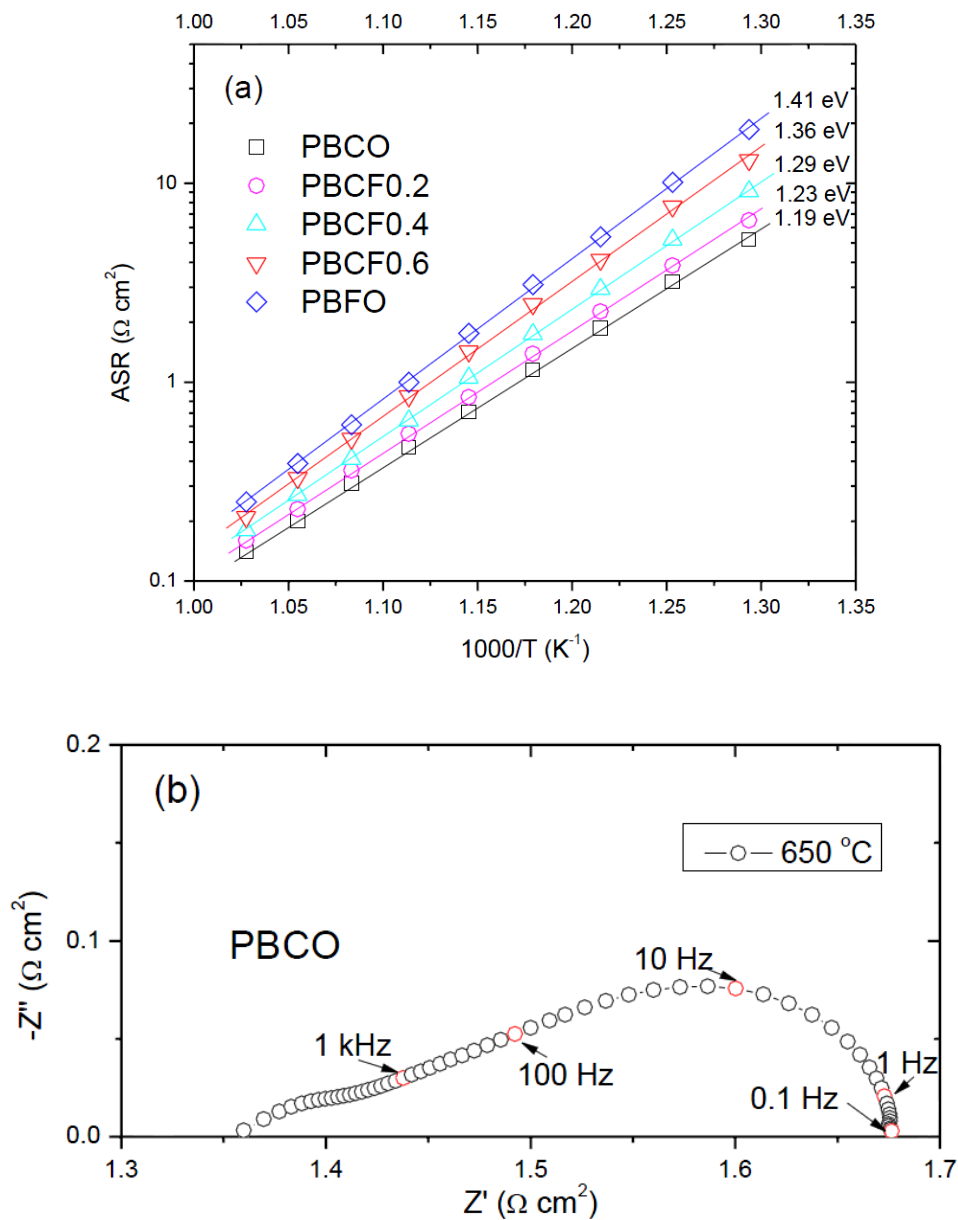 1.00 1.05 1.10 1.15 1.20 1.25 1.30 1.35
(a)
1.41 eV
1.36 eV
1.29 eV
1.23 eV
1.19 eV
PBCO
PBCF0.2
PBCF0.4
PBCF0.6
PBFO
10
1
0.1
ASR (Ω cm²)
1.00 1.05 1.10 1.15 1.20 1.25 1.30 1.35
1000/T (K⁻¹)
0.2
(b)
650 °C
0.1
-Z'' (Ω cm²)
PBCO
10 Hz
1 kHz
100 Hz
1 Hz
0.1 Hz
0.0
1.3 1.4 1.5 1.6 1.7
Z' (Ω cm²)